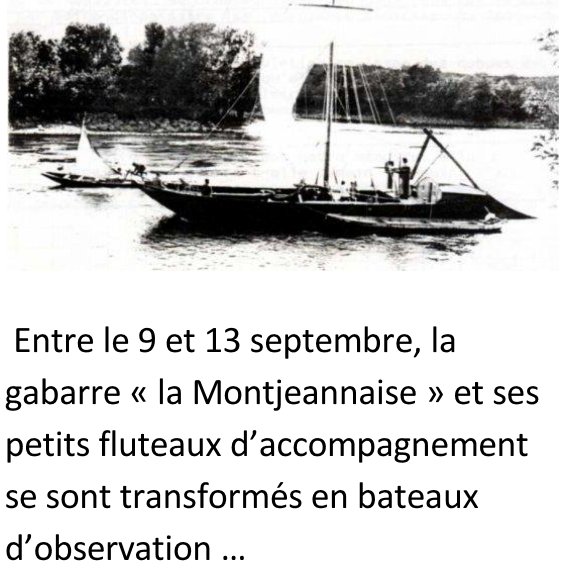 Entre le 9 et 13 septembre, la
gabarre « la Montjeannaise » et ses
petits fluteaux d’accompagnement
se sont transformés en bateaux
d’observation …